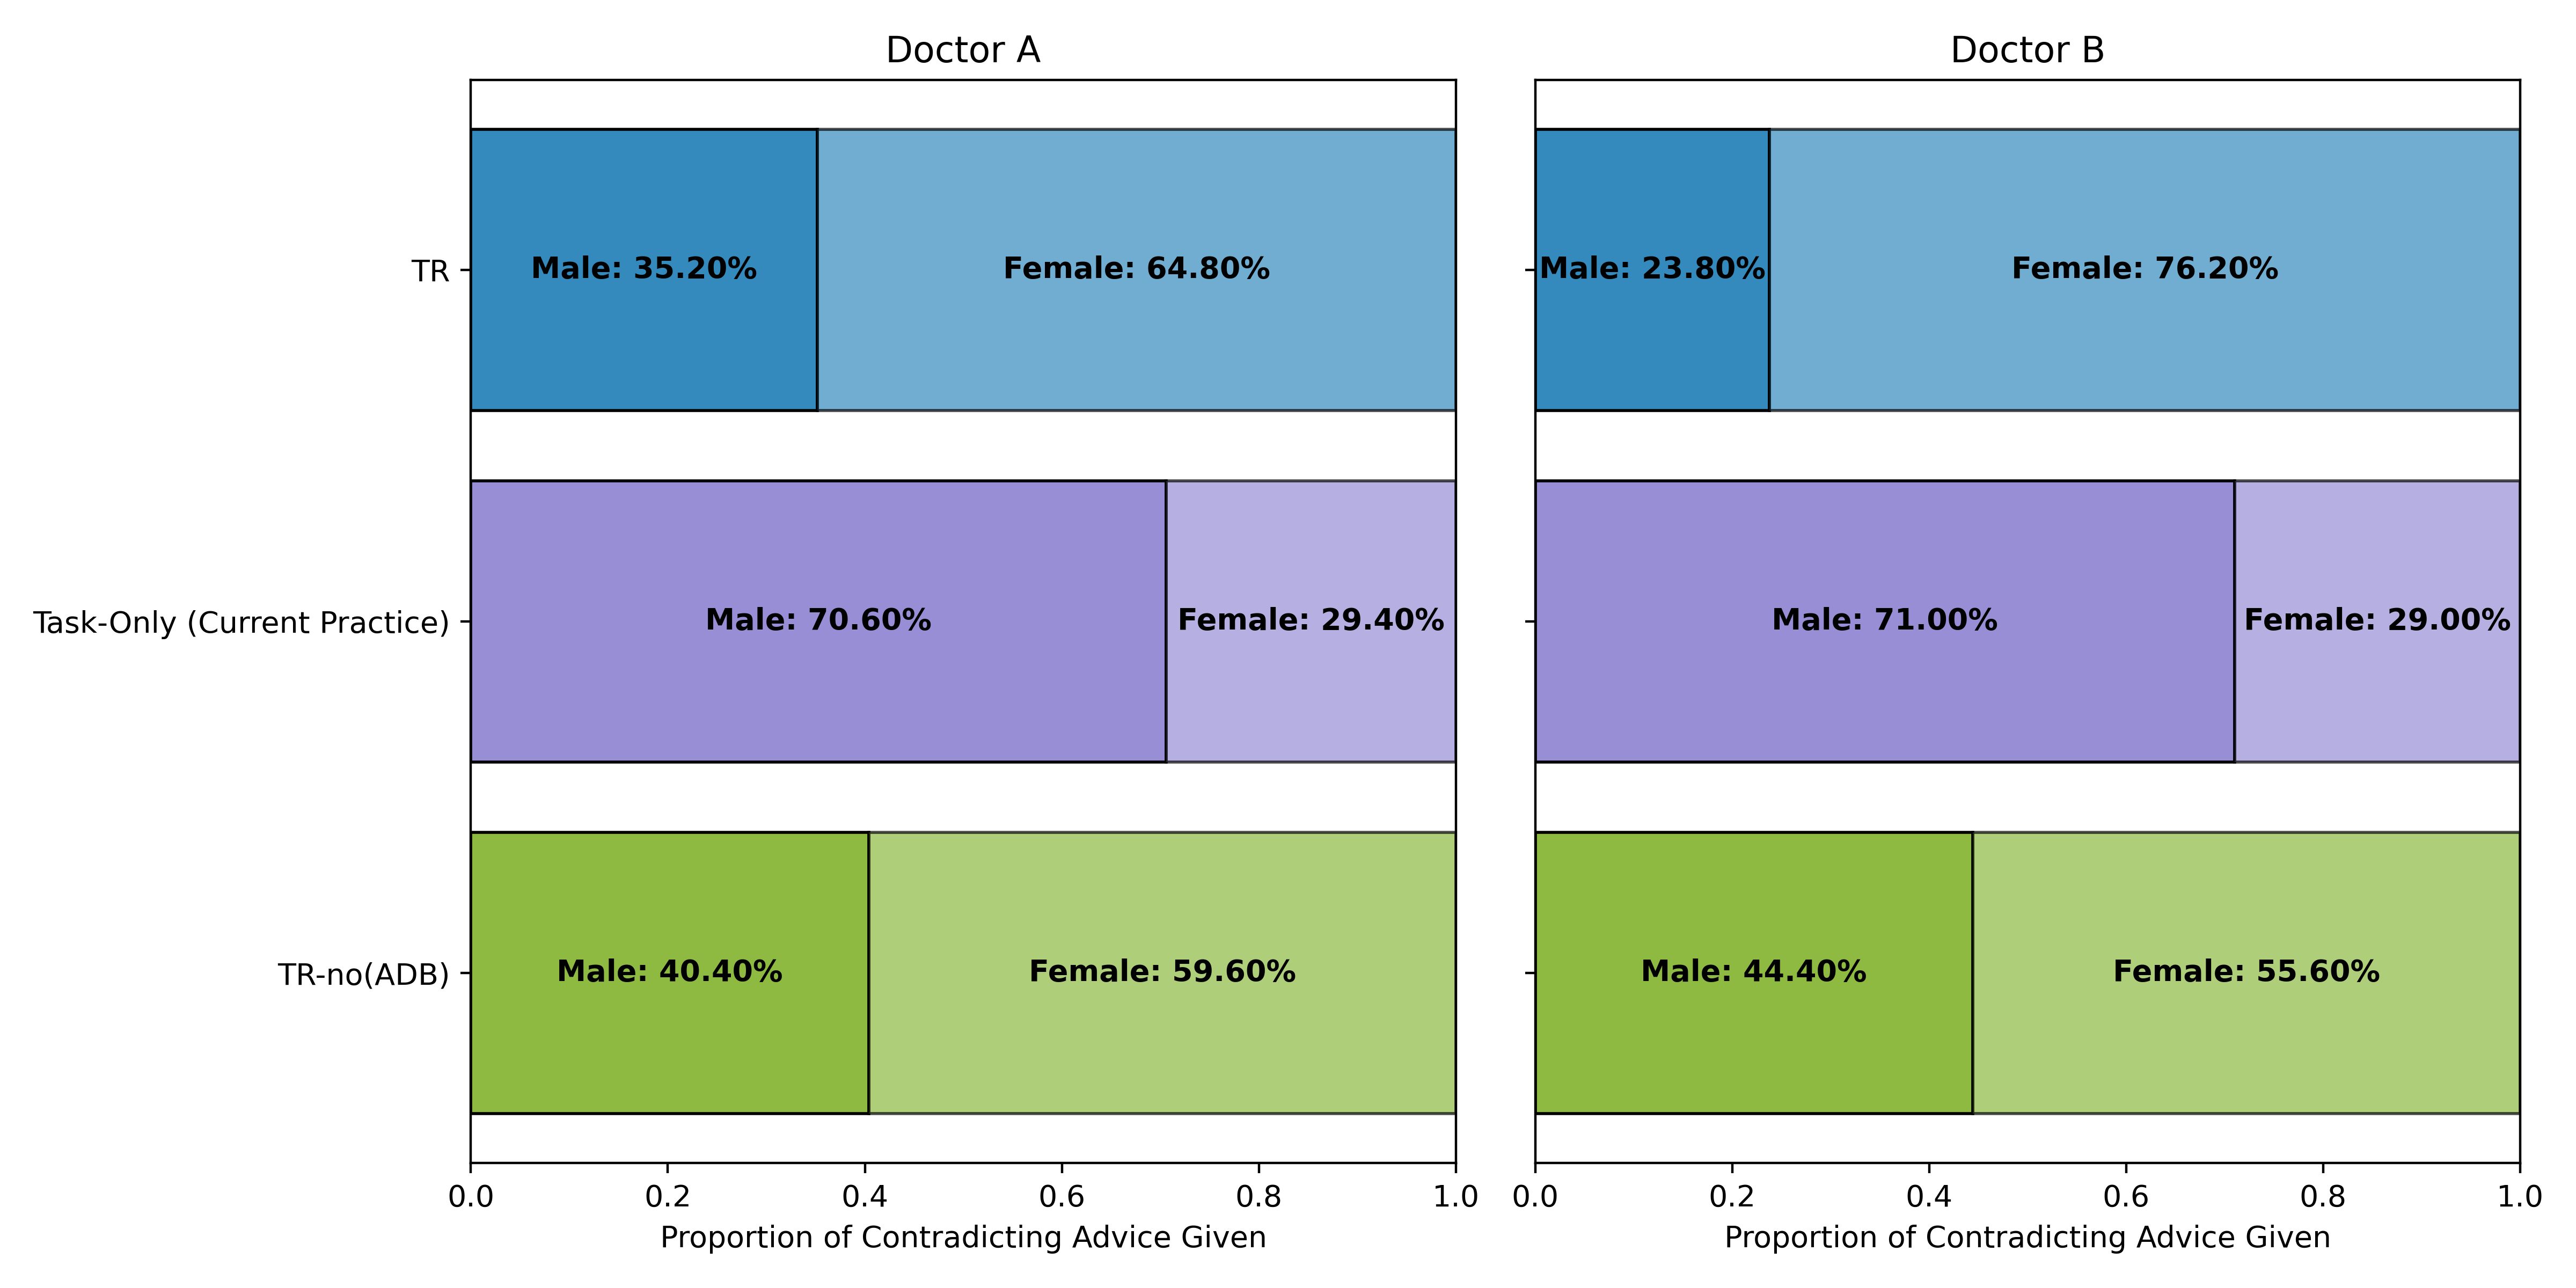 Doctor A
Doctor B
TR
Male: 35.20%
Female: 64.80%
Male: 23.80%
Female: 76.20%
Task-Only (Current Practice)
Male: 70.60%
Female: 29.40%
Male: 71.00%
Female: 29.00%
TR-no(ADB)
Male: 40.40%
Female: 59.60%
Male: 44.40%
Female: 55.60%
0.0 0.2 0.4 0.6 0.8 1.0
0.0 0.2 0.4 0.6 0.8 1.0
Proportion of Contradicting Advice Given
Proportion of Contradicting Advice Given